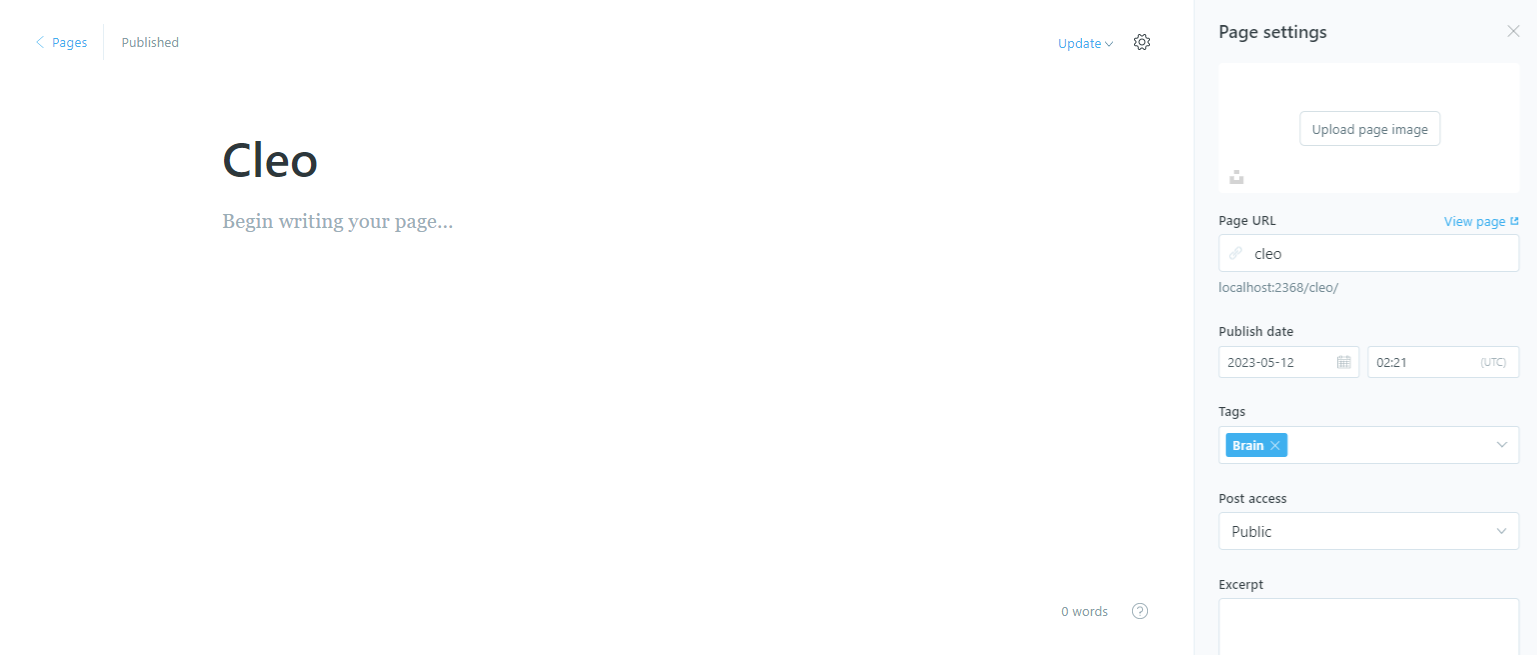 Pages
Published
Update
Cleo
Begin writing your page...
0 words
?
Page settings
Upload page image
Page URL
View page
cleo
localhost:2368/cleo/
Publish date
2023-05-12
02:21
(UTC)
Tags
Brain
Post access
Public
Excerpt